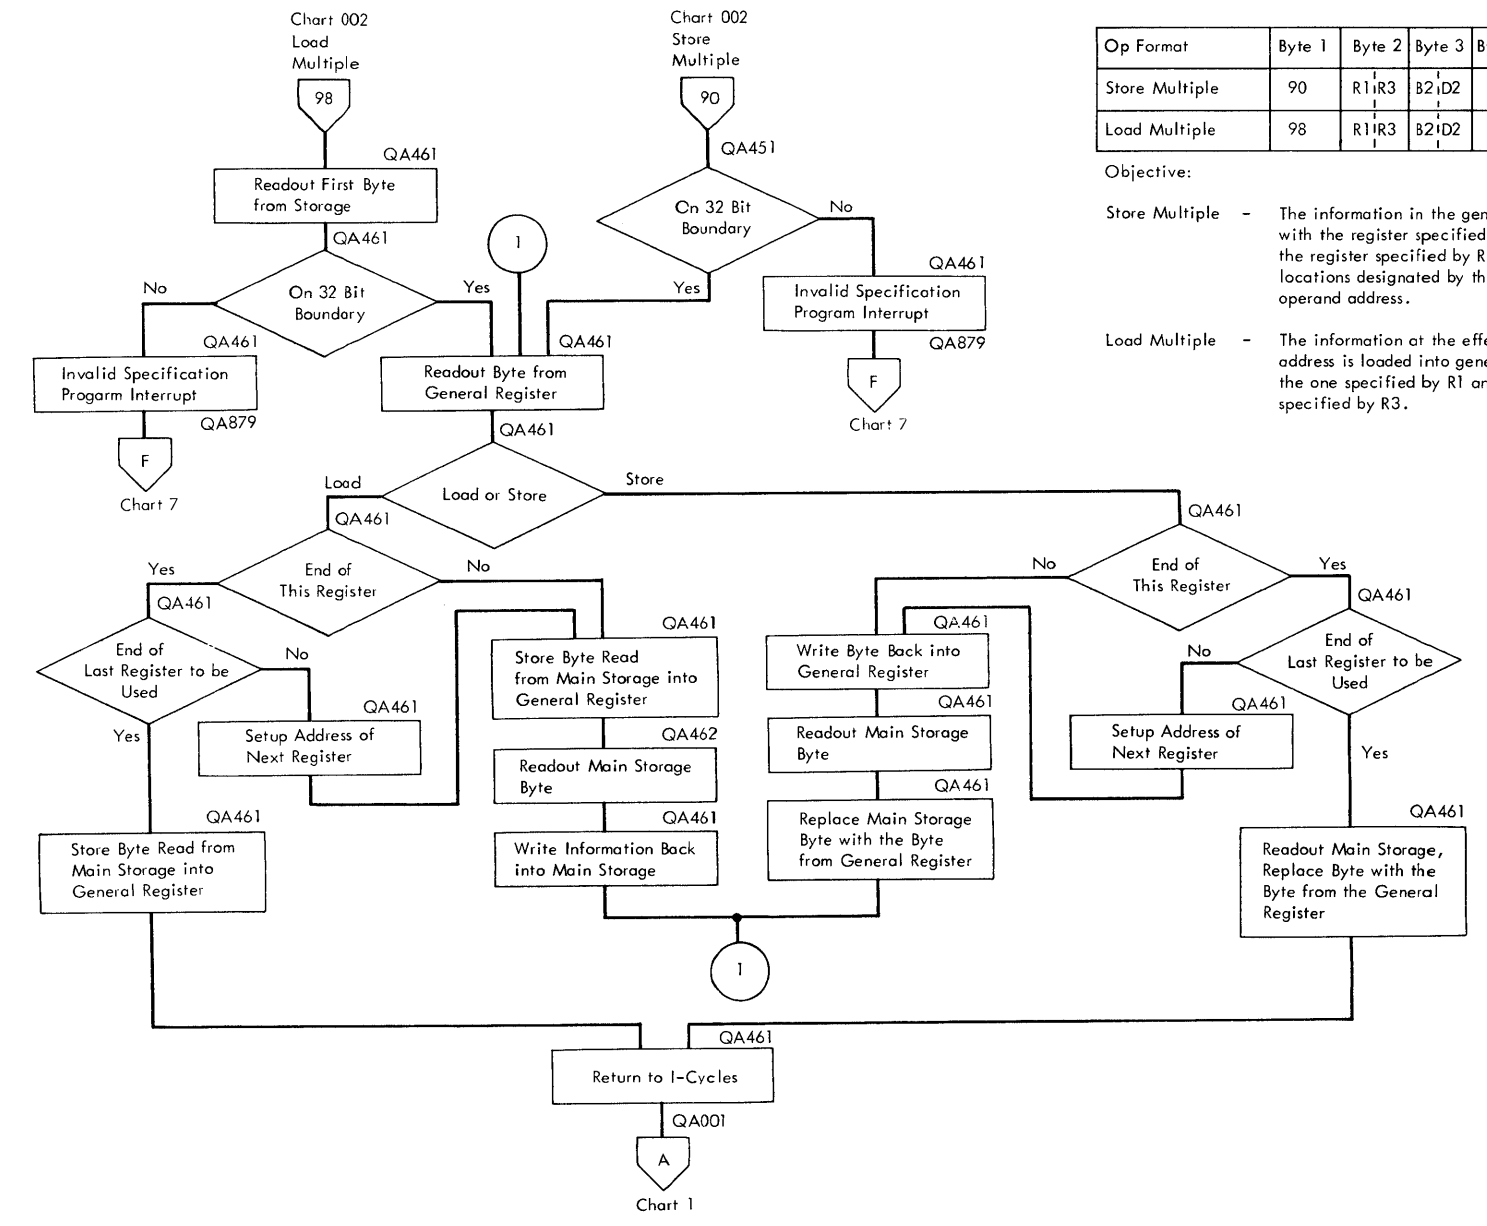 Chart 002
Load
Multiple
98
Chart 002
Store
Multiple
90
Op Format Byte 1 Byte 2 Byte 3
Store Multiple 90 R1 R3 B2 D2
Load Multiple 98 R1 R3 B2 D2
Objective:
Store Multiple - The information in the gen
with the register specified
the register specified by R
locations designated by th
operand address.
Load Multiple - The information at the effe
address is loaded into gene
the one specified by R1 an
specified by R3.
QA461
Readout First Byte
from Storage
QA461
On 32 Bit
Boundary
No
Yes
1
QA451
On 32 Bit
Boundary
No
Yes
QA461
Invalid Specification
Program Interrupt
QA879
F
Chart 7
QA461
Invalid Specification
Progarm Interrupt
QA879
F
Chart 7
QA461
Readout Byte from
General Register
QA461
Load or Store
Load
Store
QA461
End of
This Register
Yes
No
QA461
End of
Last Register to be
Used
No
Yes
QA461
Setup Address of
Next Register
QA461
Store Byte Read from
Main Storage into
General Register
QA461
Store Byte Read
from Main Storage into
General Register
QA462
Readout Main Storage
Byte
QA461
Write Information Back
into Main Storage
QA461
End of
This Register
No
Yes
QA461
Write Byte Back into
General Register
QA461
Readout Main Storage
Byte
QA461
Replace Main Storage
Byte with the Byte
from General Register
QA461
End of
Last Register to be
Used
No
Yes
QA461
Setup Address of
Next Register
QA461
Readout Main Storage,
Replace Byte with the
Byte from the General
Register
1
QA461
Return to I-Cycles
QA001
A
Chart 1